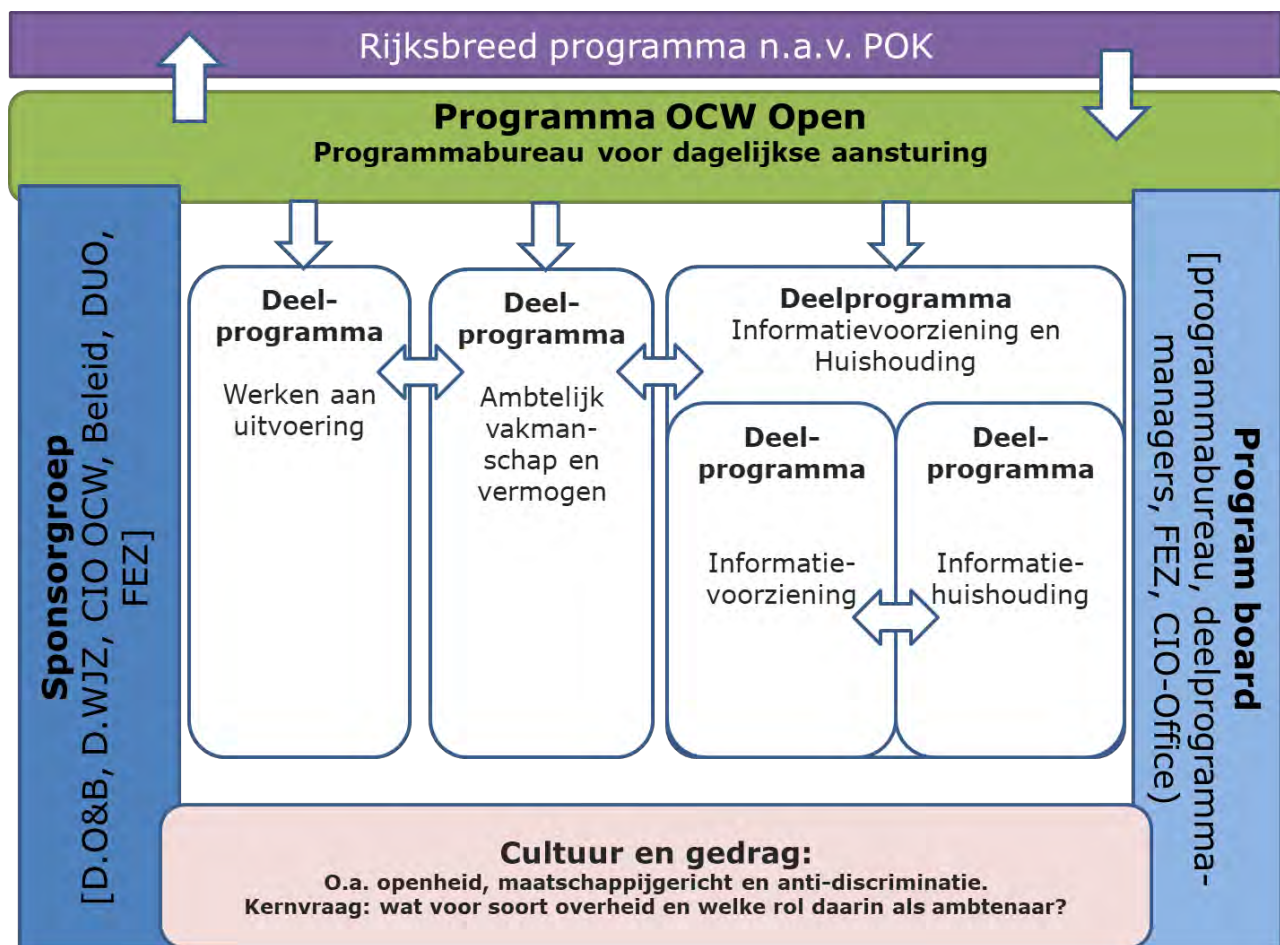 Rijksbreed programma n.a.v. POK
Programma OCW Open
Programmabureau voor dagelijkse aansturing
Sponsorgroep
[D.O&B, D.WJZ, CIO OCW, Beleid, DUO,
FEZ]
Deel-
programma
Werken aan
uitvoering
Deel-
programma
Ambtelijk
vakman-
schap en
vermogen
Deelprogramma
Informatievoorziening en
Huishouding
Deel-
programma
Informatie-
voorziening
Deel-
programma
Informatie-
huishouding
Program board
[programmabureau, deelprogramma-
managers, FEZ, CIO-Office)
Cultuur en gedrag:
O.a. openheid, maatschappijgericht en anti-discriminatie.
Kernvraag: wat voor soort overheid en welke rol daarin als ambtenaar?